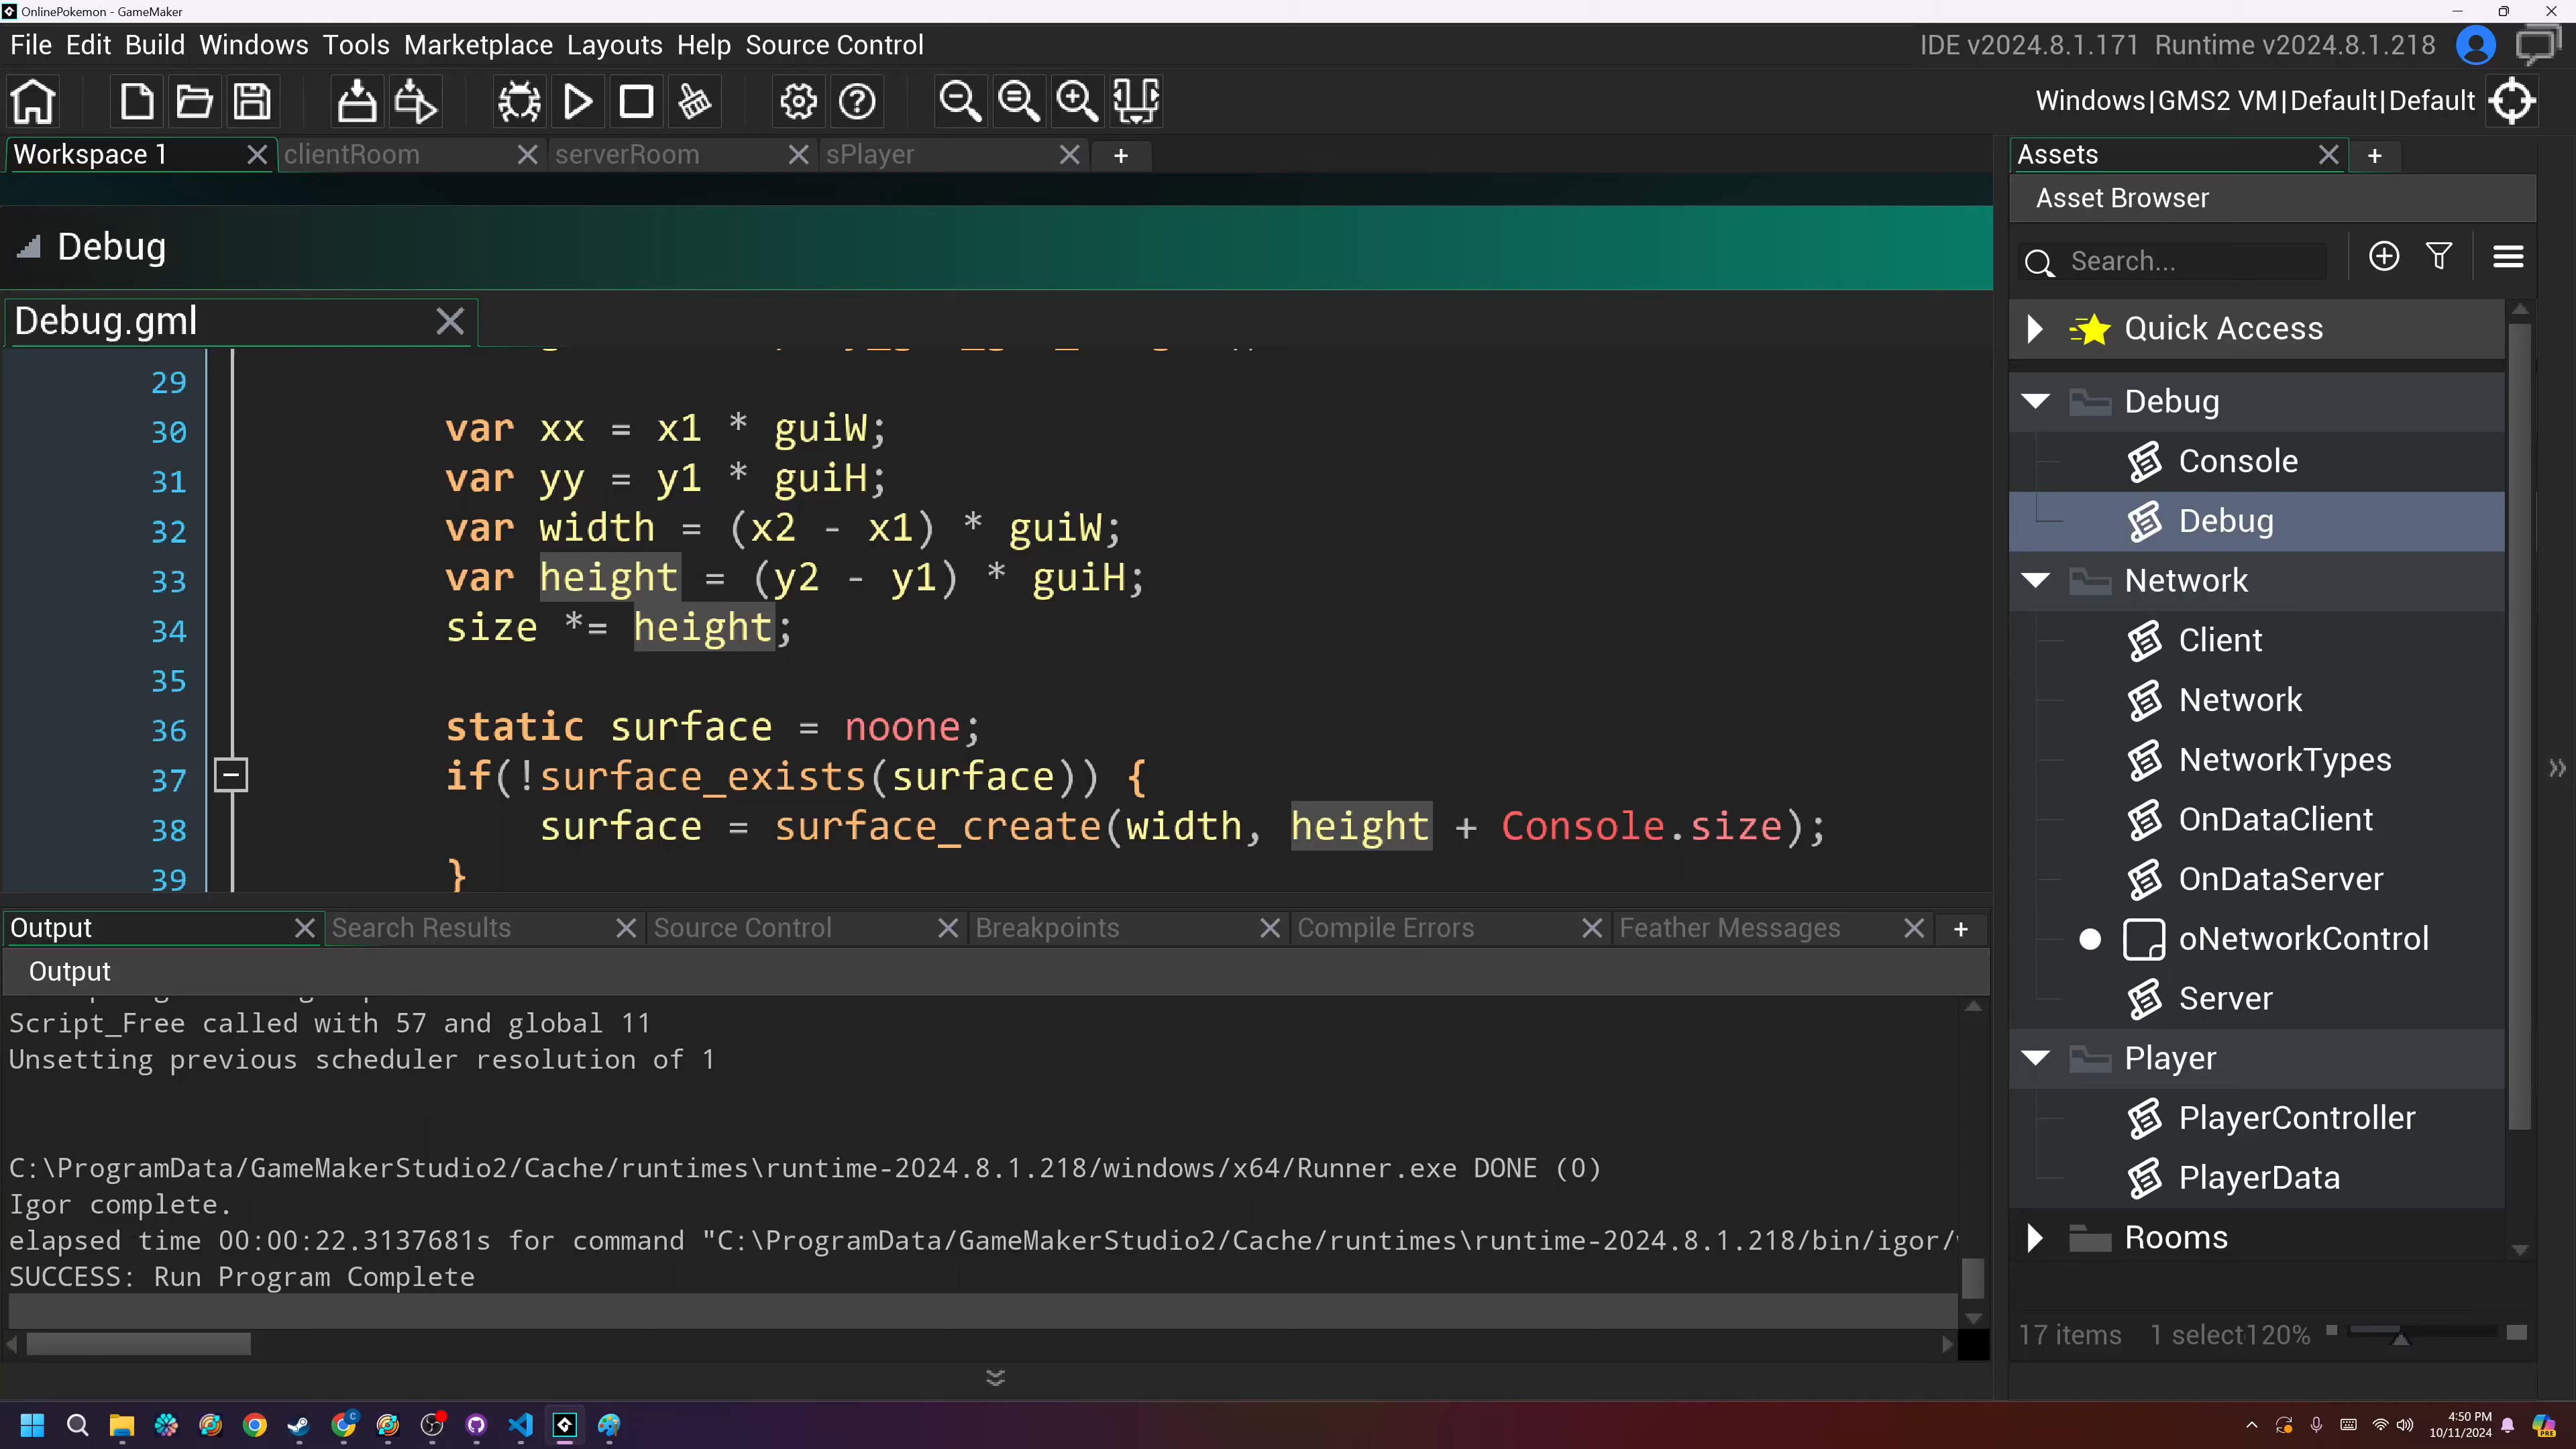 OnlinePokemon - GameMaker
File Edit Build Windows Tools Marketplace Layouts Help Source Control
IDE v2024.8.1.171 Runtime v2024.8.1.218
Windows|GMS2 VM|Default|Default
Workspace 1
clientRoom
serverRoom
sPlayer
+
Debug
Debug.gml
29
30 var xx = x1 * guiW;
31 var yy = y1 * guiH;
32 var width = (x2 - x1) * guiW;
33 var height = (y2 - y1) * guiH;
34 size *= height;
35
36 static surface = noone;
37 if(!surface_exists(surface)) {
38 surface = surface_create(width, height + Console.size);
39 }
Output
Search Results
Source Control
Breakpoints
Compile Errors
Feather Messages
+
Output
Script_Free called with 57 and global 11
Unsetting previous scheduler resolution of 1
C:\ProgramData/GameMakerStudio2/Cache/runtimes\runtime-2024.8.1.218/windows/x64/Runner.exe DONE (0)
Igor complete.
elapsed time 00:00:22.3137681s for command "C:\ProgramData/GameMakerStudio2/Cache/runtimes\runtime-2024.8.1.218/bin/igor/
SUCCESS: Run Program Complete
Assets
+
Asset Browser
Search...
Quick Access
Debug
Console
Debug
Network
Client
Network
NetworkTypes
OnDataClient
OnDataServer
oNetworkControl
Server
Player
PlayerController
PlayerData
Rooms
17 items 1 select 120%
4:50 PM
10/11/2024